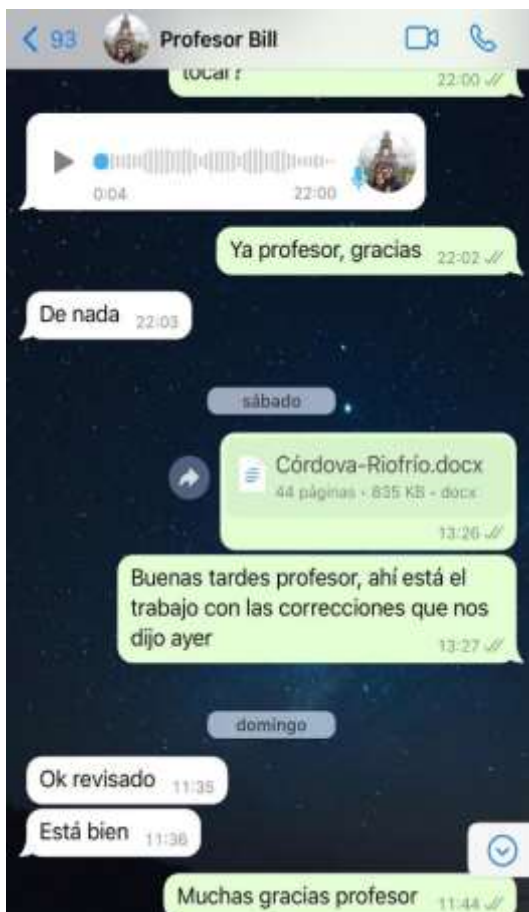 93 Profesor Bill
tocar?
22:00
0:04 22:00
Ya profesor, gracias 22:02
De nada 22:03
sábado
Córdova-Riofrío.docx
44 páginas · 835 KB · docx
13:26
Buenas tardes profesor, ahí está el
trabajo con las correcciones que nos
dijo ayer 13:27
domingo
Ok revisado 11:35
Está bien 11:36
Muchas gracias profesor 11:44